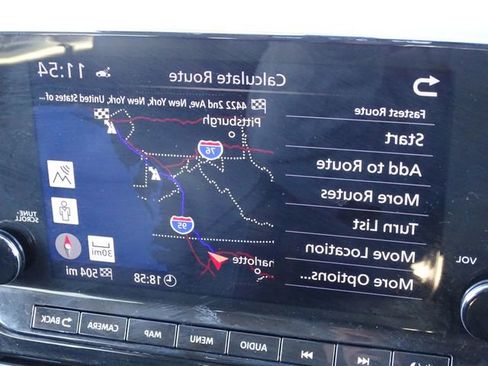 11:54
Calculate Route
4422 2nd Ave, New York, New York, United States of ...
Fastest Route
Start
Add to Route
More Routes
Turn List
Move Location
More Options...
Pittsburgh
76
95
harlotte
30mi
504 mi
18:58
TUNE-
SCROLL
VOL
BACK
CAMERA
MAP
MENU
AUDIO